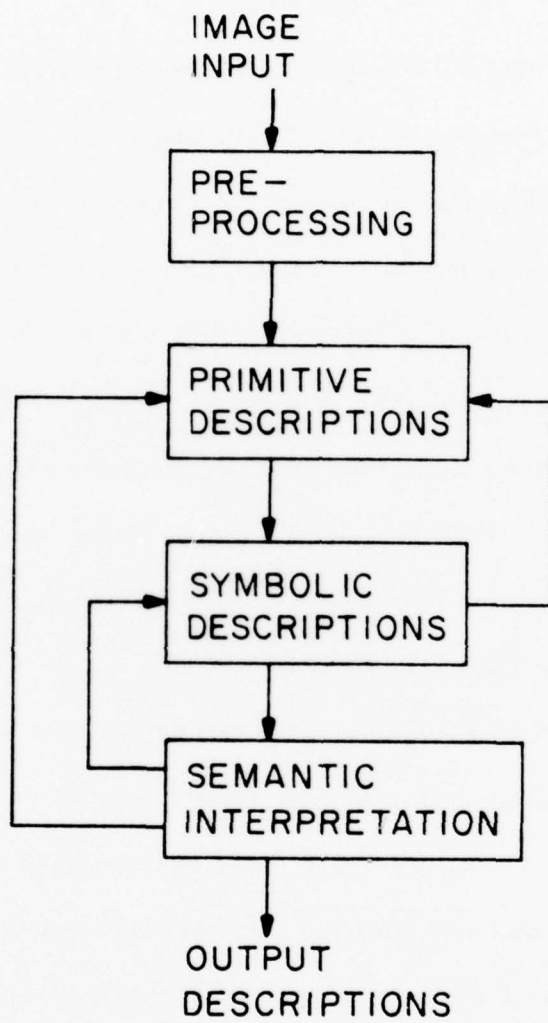 IMAGE
INPUT
PRE-
PROCESSING
PRIMITIVE
DESCRIPTIONS
SYMBOLIC
DESCRIPTIONS
SEMANTIC
INTERPRETATION
OUTPUT
DESCRIPTIONS